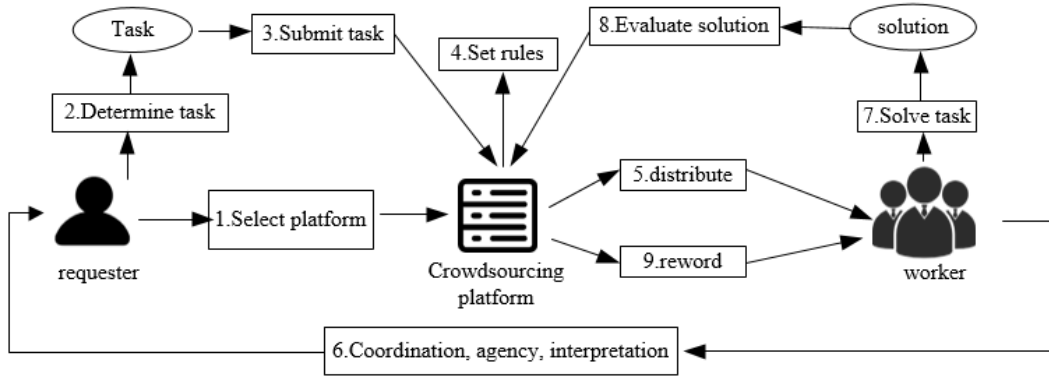 Task
3.Submit task
8.Evaluate solution
solution
4.Set rules
2.Determine task
7.Solve task
5.distribute
1.Select platform
9.reword
requester
Crowdsourcing
platform
worker
6.Coordination, agency, interpretation